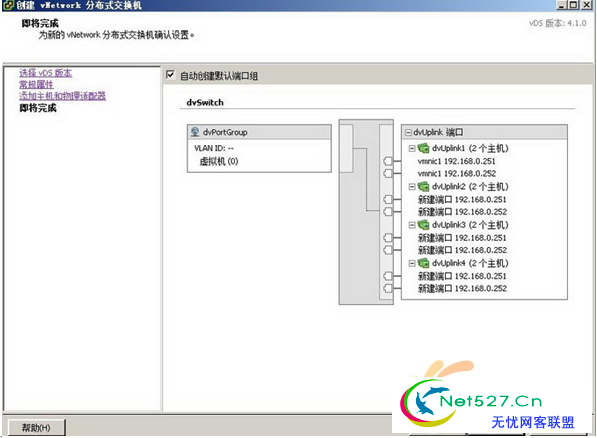 创建 vNetwork 分布式交换机
即将完成
为新的 vNetwork 分布式交换机确认设置。
vDS 版本: 4.1.0
选择 vDS 版本
常规属性
添加主机和物理适配器
即将完成
自动创建默认端口组
dvSwitch
dvPortGroup
VLAN ID: --
虚拟机 (0)
dvUplink 端口
dvUplink1 (2 个主机)
vmnic1 192.168.0.251
vmnic1 192.168.0.252
dvUplink2 (2 个主机)
新建端口 192.168.0.251
新建端口 192.168.0.252
dvUplink3 (2 个主机)
新建端口 192.168.0.251
新建端口 192.168.0.252
dvUplink4 (2 个主机)
新建端口 192.168.0.251
新建端口 192.168.0.252
帮助(H)
Net527.Cn
无忧网客联盟